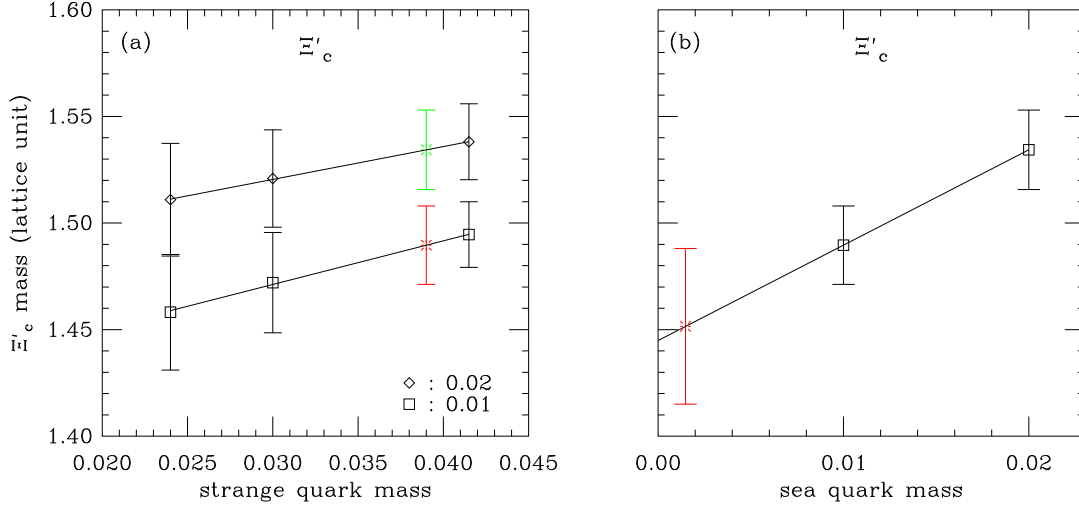 (a) Ξ′c
(b) Ξ′c
Ξ′c mass (lattice unit)
1.60
1.55
1.50
1.45
1.40
◇ : 0.02
□ : 0.01
0.020 0.025 0.030 0.035 0.040 0.045
strange quark mass
0.00 0.01 0.02
sea quark mass